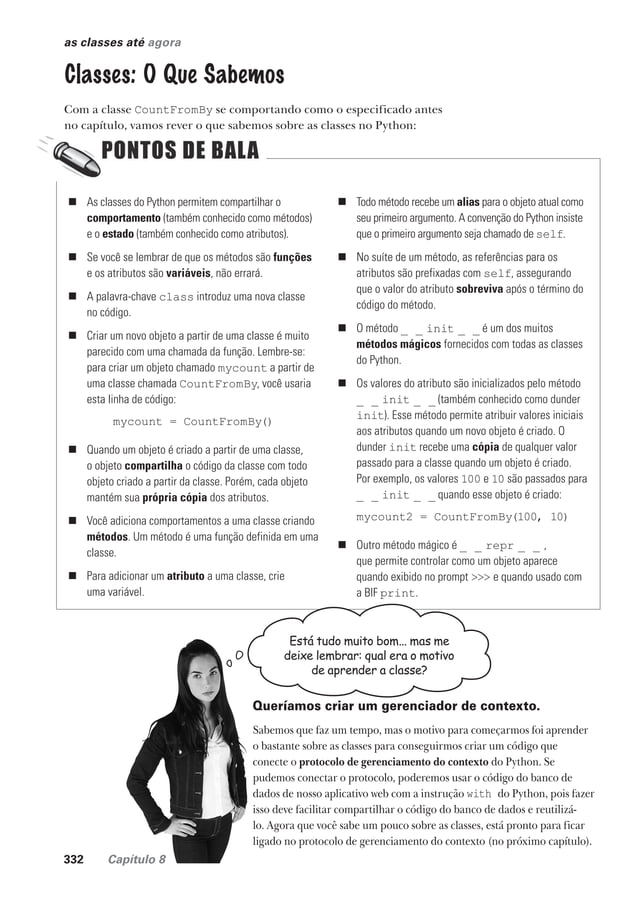 as classes até agora
Classes: O Que Sabemos
Com a classe CountFromBy se comportando como o especificado antes
no capítulo, vamos rever o que sabemos sobre as classes no Python:
PONTOS DE BALA
■ As classes do Python permitem compartilhar o
comportamento (também conhecido como métodos)
e o estado (também conhecido como atributos).
■ Se você se lembrar de que os métodos são funções
e os atributos são variáveis, não errará.
■ A palavra-chave class introduz uma nova classe
no código.
■ Criar um novo objeto a partir de uma classe é muito
parecido com uma chamada da função. Lembre-se:
para criar um objeto chamado mycount a partir de
uma classe chamada CountFromBy, você usaria
esta linha de código:
mycount = CountFromBy()
■ Quando um objeto é criado a partir de uma classe,
o objeto compartilha o código da classe com todo
objeto criado a partir da classe. Porém, cada objeto
mantém sua própria cópia dos atributos.
■ Você adiciona comportamentos a uma classe criando
métodos. Um método é uma função definida em uma
classe.
■ Para adicionar um atributo a uma classe, crie
uma variável.
■ Todo método recebe um alias para o objeto atual como
seu primeiro argumento. A convenção do Python insiste
que o primeiro argumento seja chamado de self.
■ No suíte de um método, as referências para os
atributos são prefixadas com self, assegurando
que o valor do atributo sobreviva após o término do
código do método.
■ O método _ _ init _ _ é um dos muitos
métodos mágicos fornecidos com todas as classes
do Python.
■ Os valores do atributo são inicializados pelo método
_ _ init _ _ (também conhecido como dunder
init). Esse método permite atribuir valores iniciais
aos atributos quando um novo objeto é criado. O
dunder init recebe uma cópia de qualquer valor
passado para a classe quando um objeto é criado.
Por exemplo, os valores 100 e 10 são passados para
_ _ init _ _ quando esse objeto é criado:
mycount2 = CountFromBy(100, 10)
■ Outro método mágico é _ _ repr _ _ ,
que permite controlar como um objeto aparece
quando exibido no prompt >>> e quando usado com
a BIF print.
Está tudo muito bom... mas me
deixe lembrar: qual era o motivo
de aprender a classe?
Queríamos criar um gerenciador de contexto.
Sabemos que faz um tempo, mas o motivo para começarmos foi aprender
o bastante sobre as classes para conseguirmos criar um código que
conecte o protocolo de gerenciamento do contexto do Python. Se
pudemos conectar o protocolo, poderemos usar o código do banco de
dados de nosso aplicativo web com a instrução with do Python, pois fazer
isso deve facilitar compartilhar o código do banco de dados e reutilizá-
lo. Agora que você sabe um pouco sobre as classes, está pronto para ficar
ligado no protocolo de gerenciamento do contexto (no próximo capítulo).
332 Capítulo 8